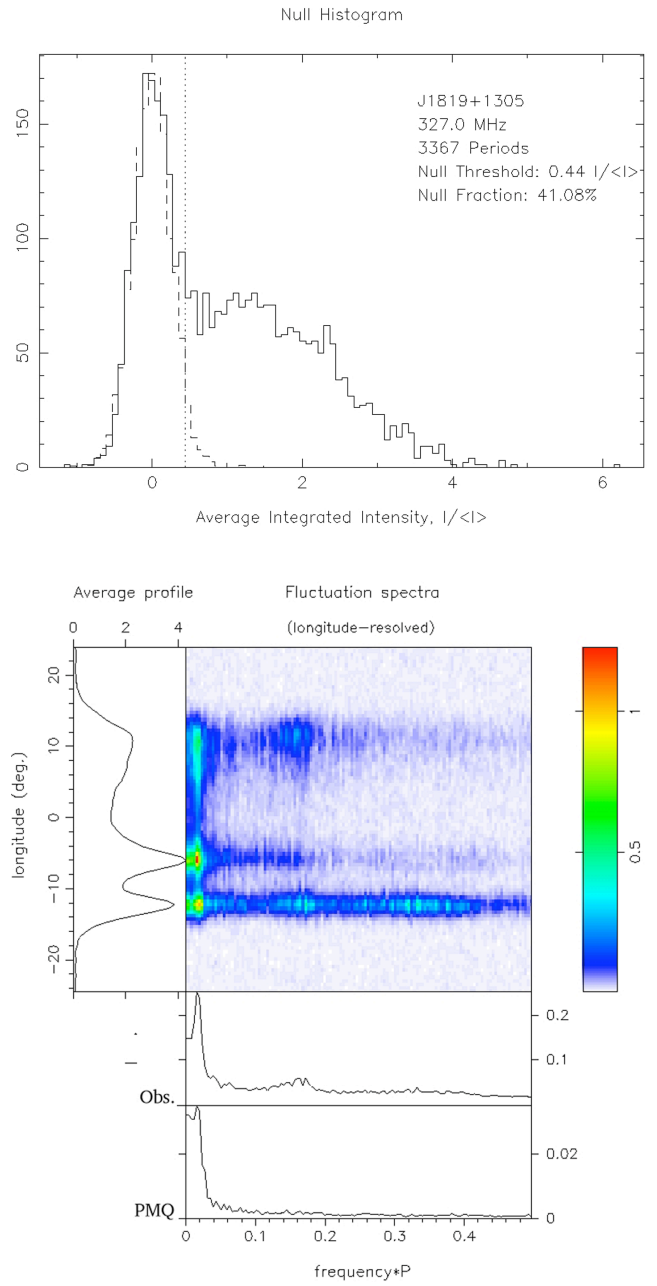 Null Histogram
150
100
50
0
J1819+1305
327.0 MHz
3367 Periods
Null Threshold: 0.44 I/<I>
Null Fraction: 41.08%
0 2 4 6
Average Integrated Intensity, I/<I>
Average profile Fluctuation spectra
0 2 4 (longitude-resolved)
longitude (deg.)
20
10
0
-10
-20
1
0.5
0.2
0.1
Obs.
0.02
0
PMQ
0 0.1 0.2 0.3 0.4
frequency*P